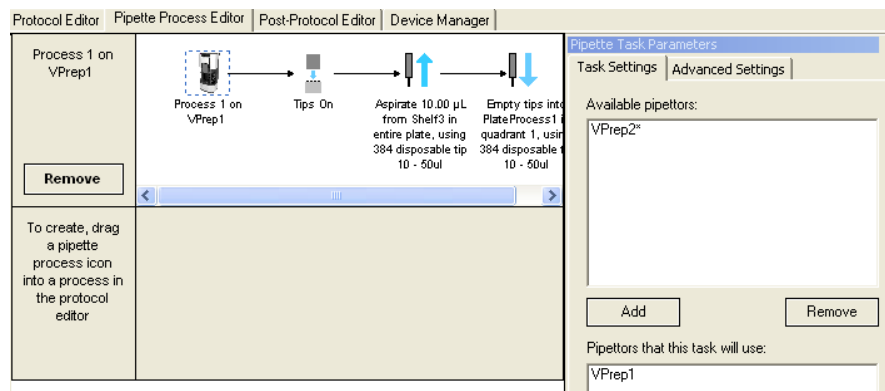 Protocol Editor Pipette Process Editor Post-Protocol Editor Device Manager
Process 1 on
VPrep1
Remove
Process 1 on
VPrep1
Tips On
Aspirate 10.00 µL
from Shelf3 in
entire plate, using
384 disposable tip
10 - 50ul
Empty tips into
PlateProcess1 i
quadrant 1, usin
384 disposable t
10 - 50ul
To create, drag
a pipette
process icon
into a process in
the protocol
editor
Pipette Task Parameters
Task Settings Advanced Settings
Available pipettors:
VPrep2*
Add Remove
Pipettors that this task will use:
VPrep1